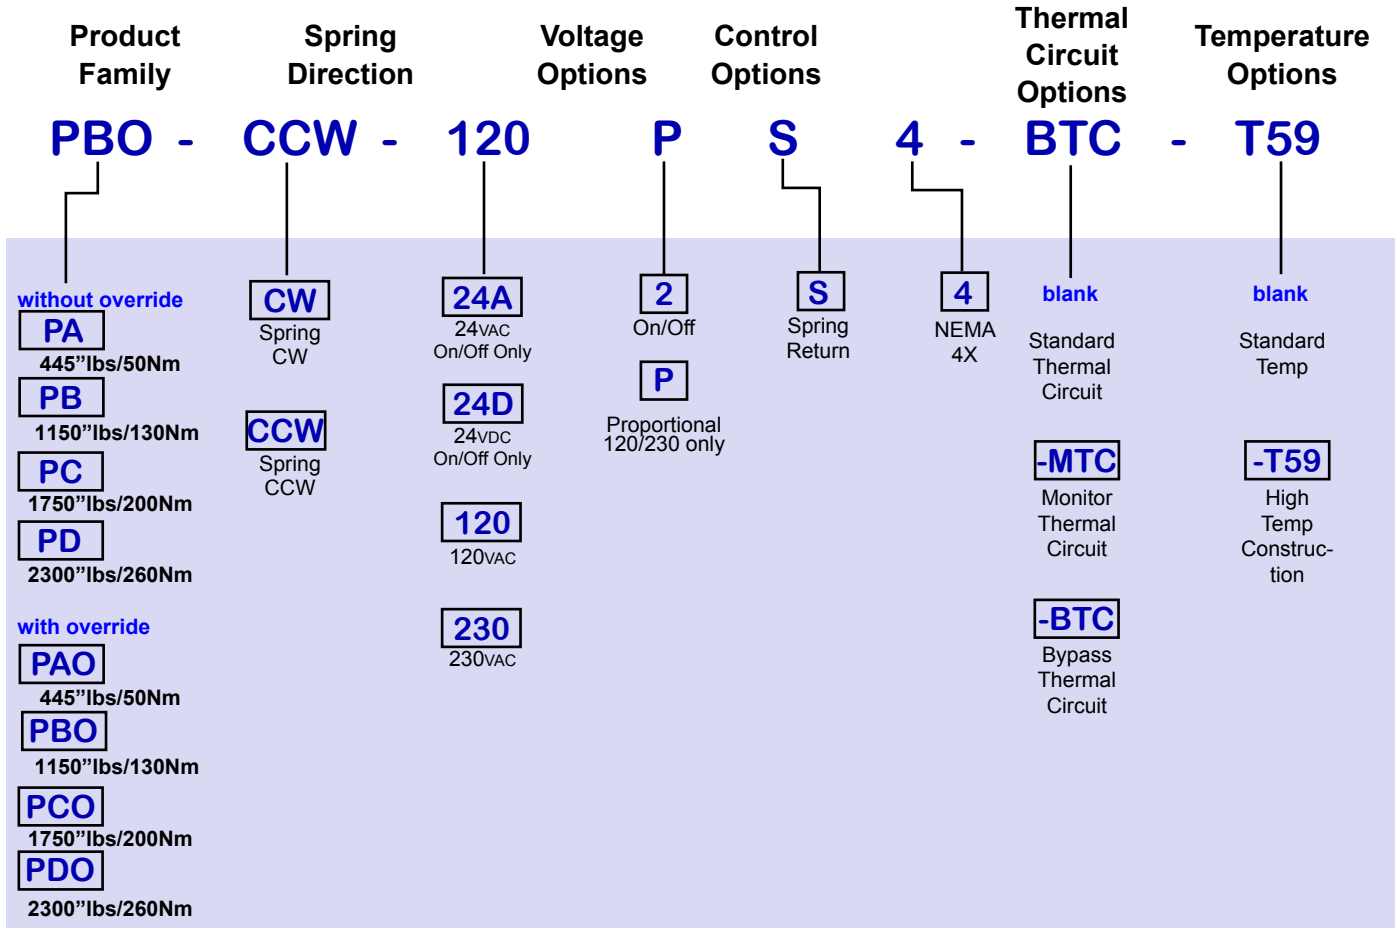 Product
Family
Spring
Direction
Voltage
Options
Control
Options
Thermal
Circuit
Options
Temperature
Options
PBO - CCW - 120 P S 4 - BTC - T59
without override
PA
445”lbs/50Nm
PB
1150”lbs/130Nm
PC
1750”lbs/200Nm
PD
2300”lbs/260Nm
with override
PAO
445”lbs/50Nm
PBO
1150”lbs/130Nm
PCO
1750”lbs/200Nm
PDO
2300”lbs/260Nm
CW
Spring
CW
CCW
Spring
CCW
24A
24VAC
On/Off Only
24D
24VDC
On/Off Only
120
120VAC
230
230VAC
2
On/Off
P
Proportional
120/230 only
S
Spring
Return
4
NEMA
4X
blank
Standard
Thermal
Circuit
-MTC
Monitor
Thermal
Circuit
-BTC
Bypass
Thermal
Circuit
blank
Standard
Temp
-T59
High
Temp
Construc-
tion